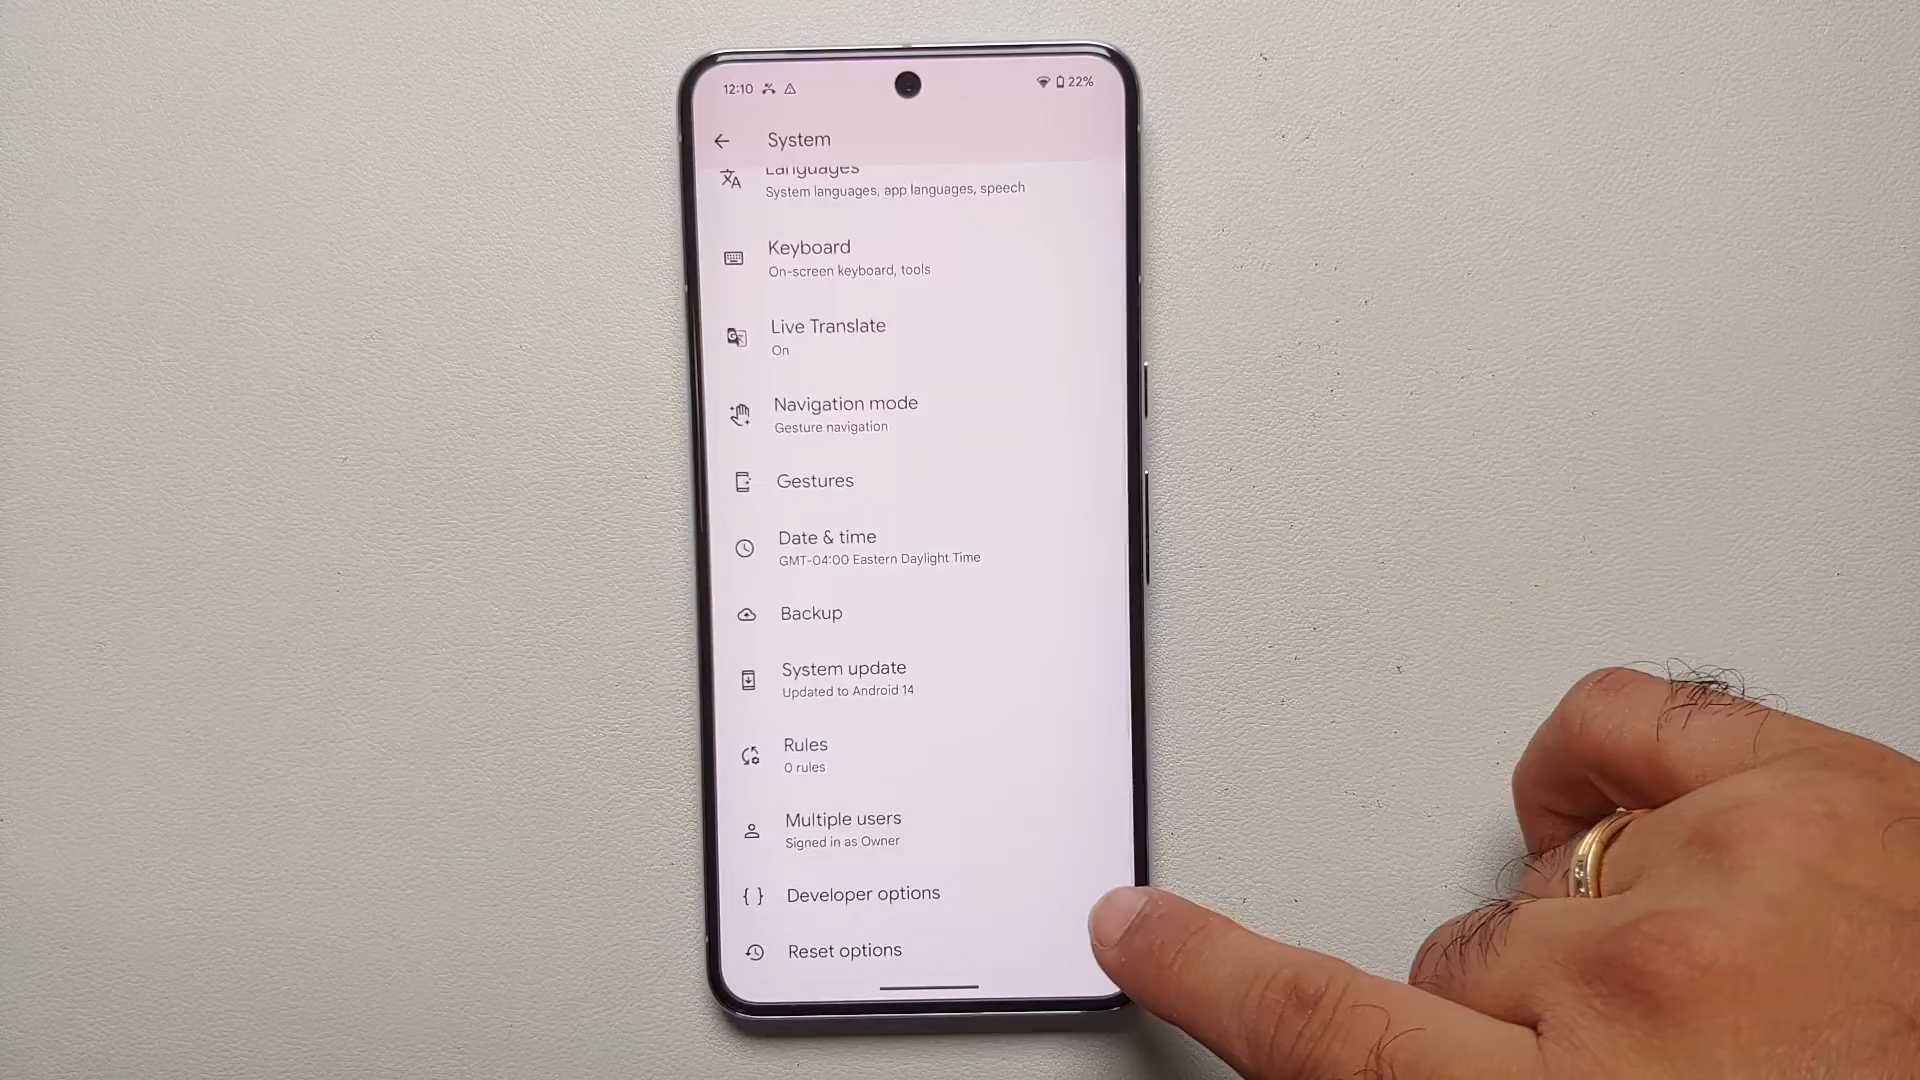 12:10
22%
System
Languages
System languages, app languages, speech
Keyboard
On-screen keyboard, tools
Live Translate
On
Navigation mode
Gesture navigation
Gestures
Date & time
GMT-04:00 Eastern Daylight Time
Backup
System update
Updated to Android 14
Rules
0 rules
Multiple users
Signed in as Owner
{ } Developer options
Reset options